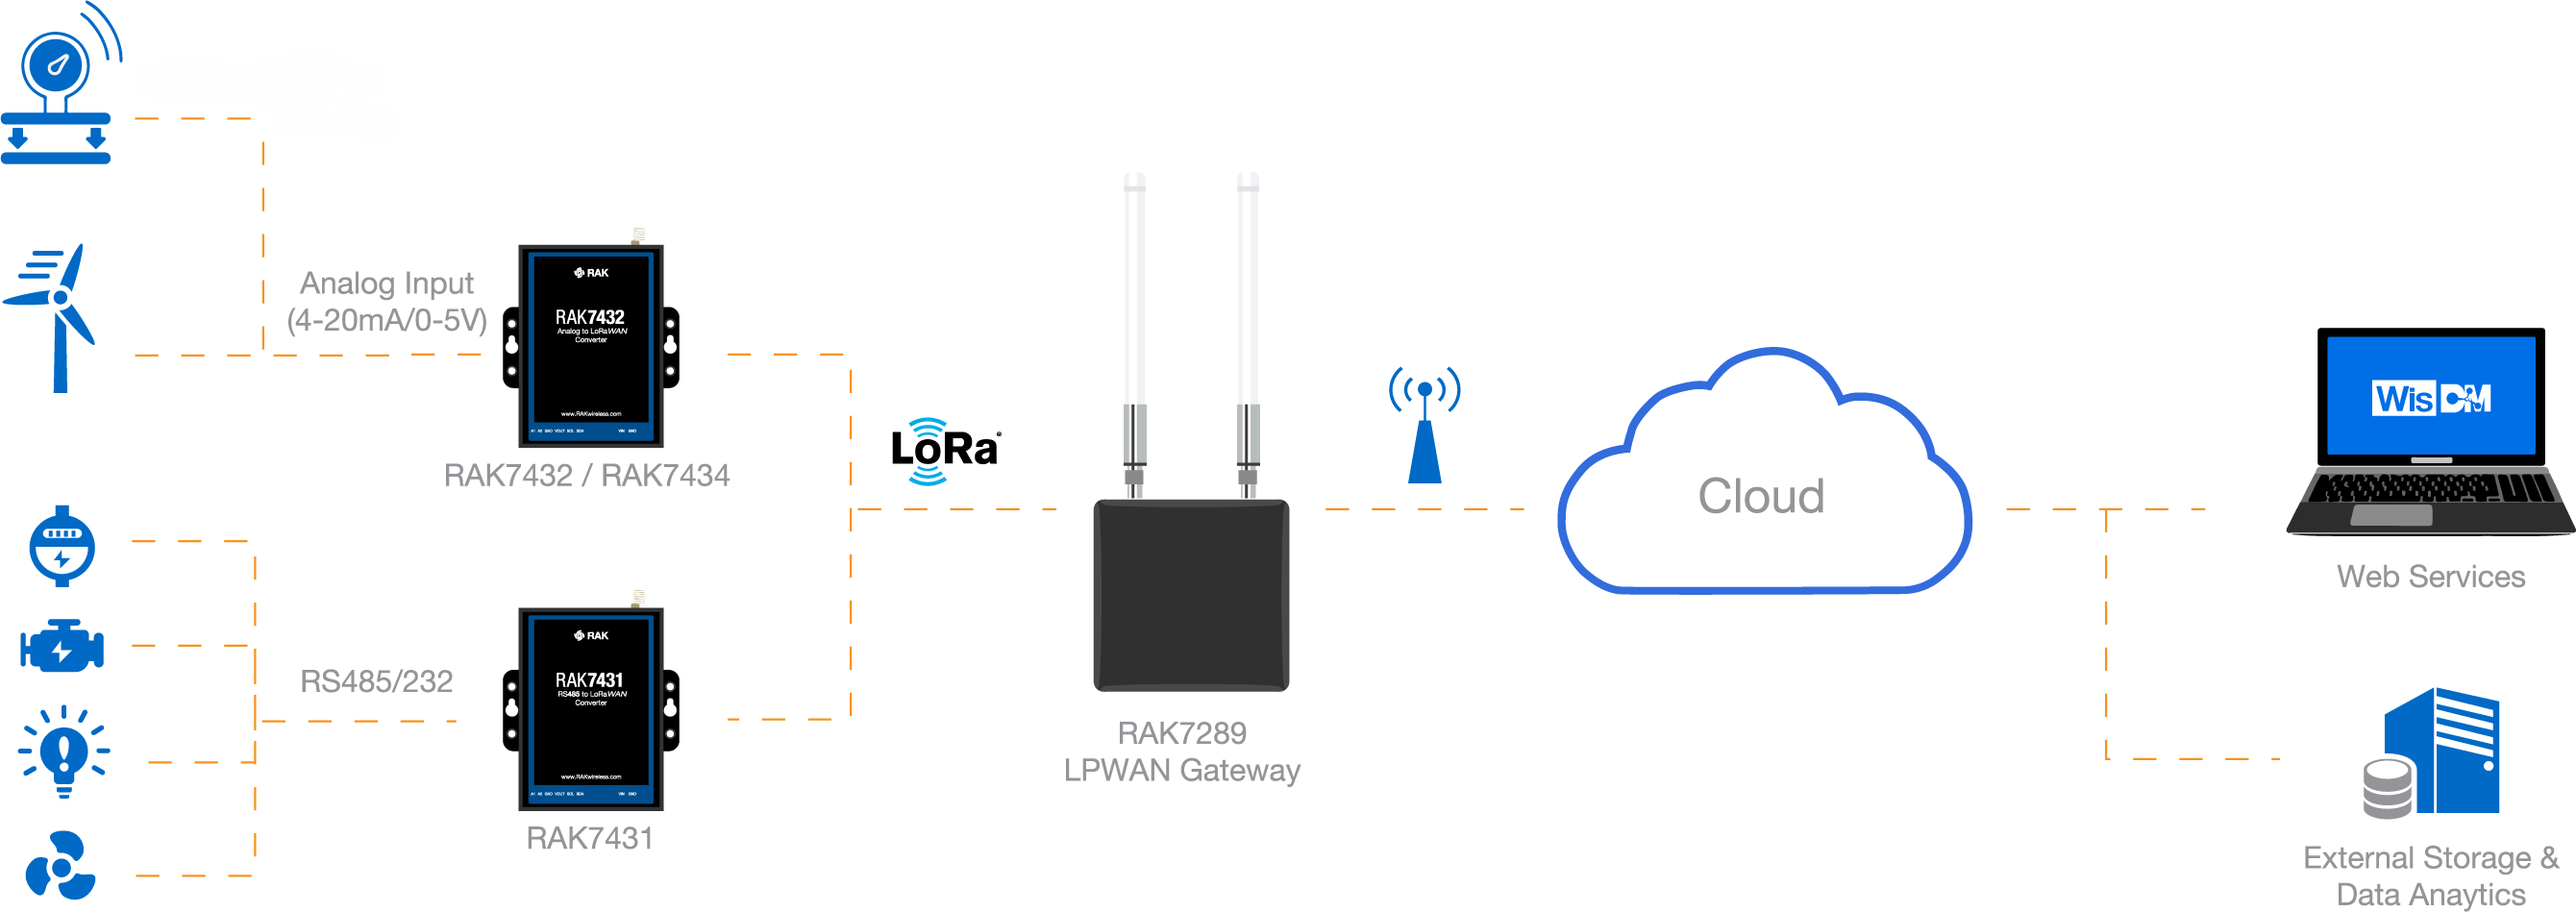 Analog Input
(4-20mA/0-5V)
RAK
RAK7432
Analog to LoRaWAN
Converter
www.RAKwireless.com
RAK7432 / RAK7434
RS485/232
RAK
RAK7431
RS485 to LoRaWAN
Converter
www.RAKwireless.com
RAK7431
LoRa
RAK7289
LPWAN Gateway
Cloud
WisDM
Web Services
External Storage &
Data Anaytics